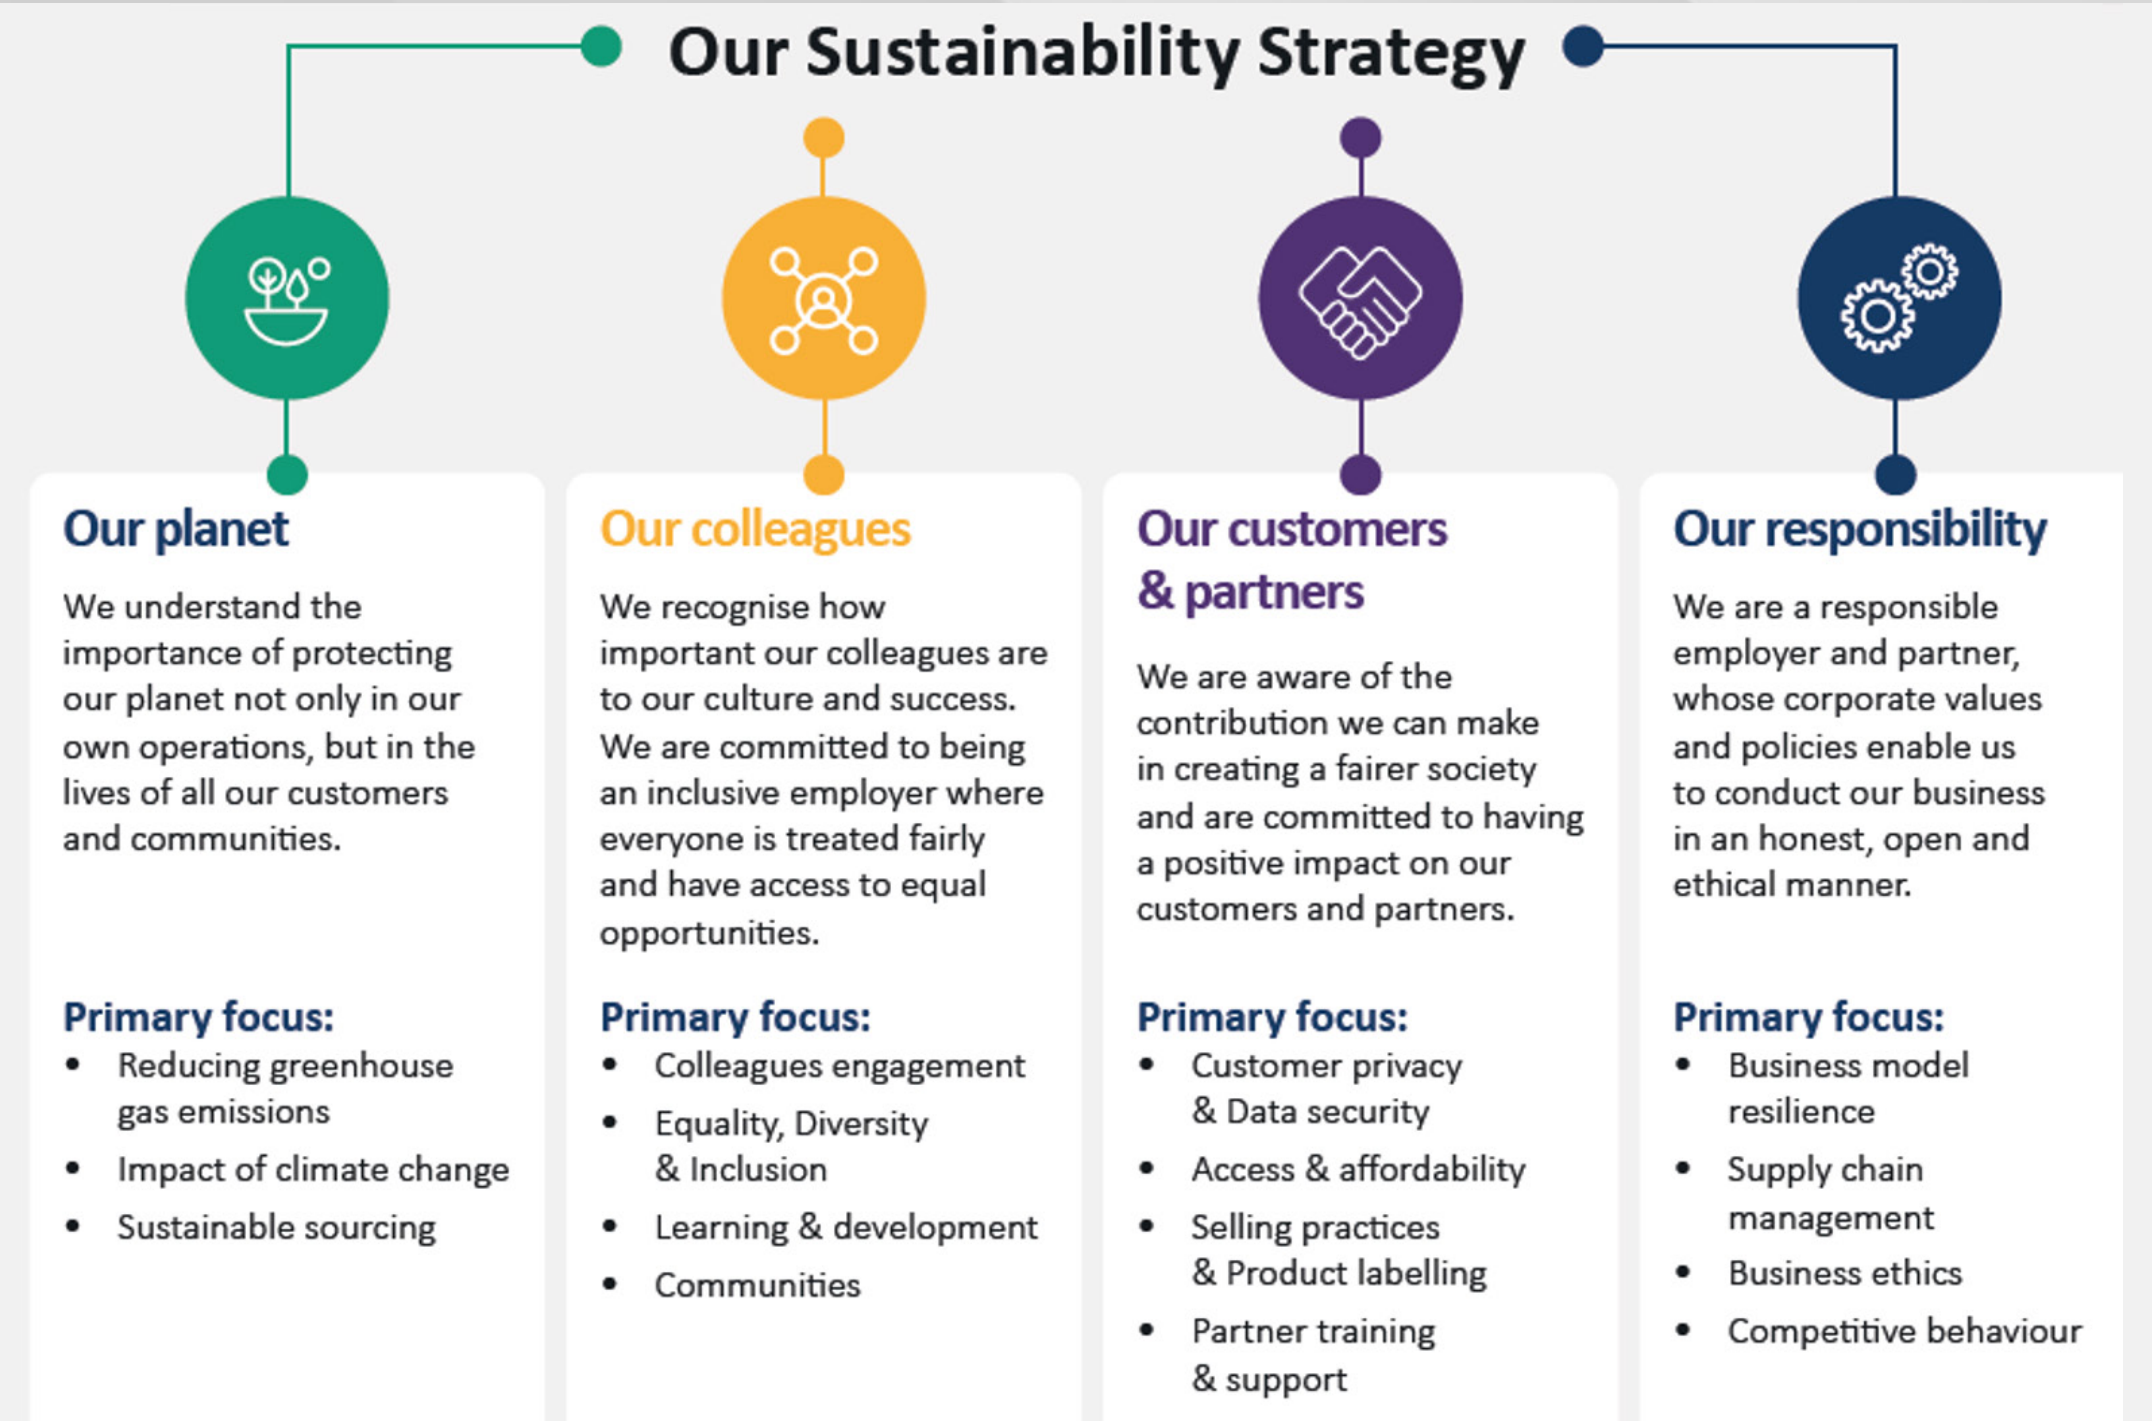 Our Sustainability Strategy
Our planet
We understand the
importance of protecting
our planet not only in our
own operations, but in the
lives of all our customers
and communities.
Primary focus:
• Reducing greenhouse
gas emissions
• Impact of climate change
• Sustainable sourcing
Our colleagues
We recognise how
important our colleagues are
to our culture and success.
We are committed to being
an inclusive employer where
everyone is treated fairly
and have access to equal
opportunities.
Primary focus:
• Colleagues engagement
• Equality, Diversity
& Inclusion
• Learning & development
• Communities
Our customers
& partners
We are aware of the
contribution we can make
in creating a fairer society
and are committed to having
a positive impact on our
customers and partners.
Primary focus:
• Customer privacy
& Data security
• Access & affordability
• Selling practices
& Product labelling
• Partner training
& support
Our responsibility
We are a responsible
employer and partner,
whose corporate values
and policies enable us
to conduct our business
in an honest, open and
ethical manner.
Primary focus:
• Business model
resilience
• Supply chain
management
• Business ethics
• Competitive behaviour